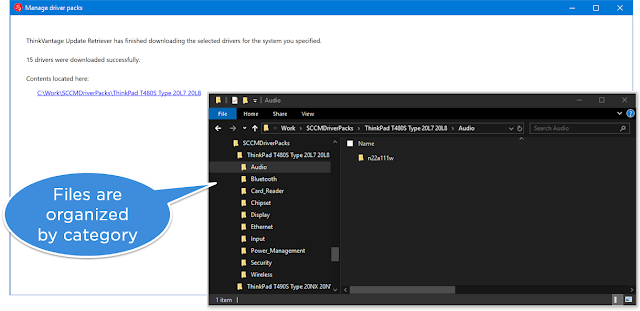 Manage driver packs
ThinkVantage Update Retriever has finished downloading the selected drivers for the system you specified.
15 drivers were downloaded successfully.
Contents located here:
C:\Work\SCCMDriverPacks\ThinkPad T480S Type 20L7 20L8
Audio
File Home Share View
Work > SCCMDriverPacks > ThinkPad T480S Type 20L7 20L8 > Audio
Search Audio
SCCMDriverPacks
ThinkPad T480S Type 20L7 20L8
Audio
Bluetooth
Card_Reader
Chipset
Display
Ethernet
Input
Power_Management
Security
Wireless
ThinkPad T490S Type 20NX 20NY
Name
n22a111w
1 item
Files are
organized
by category